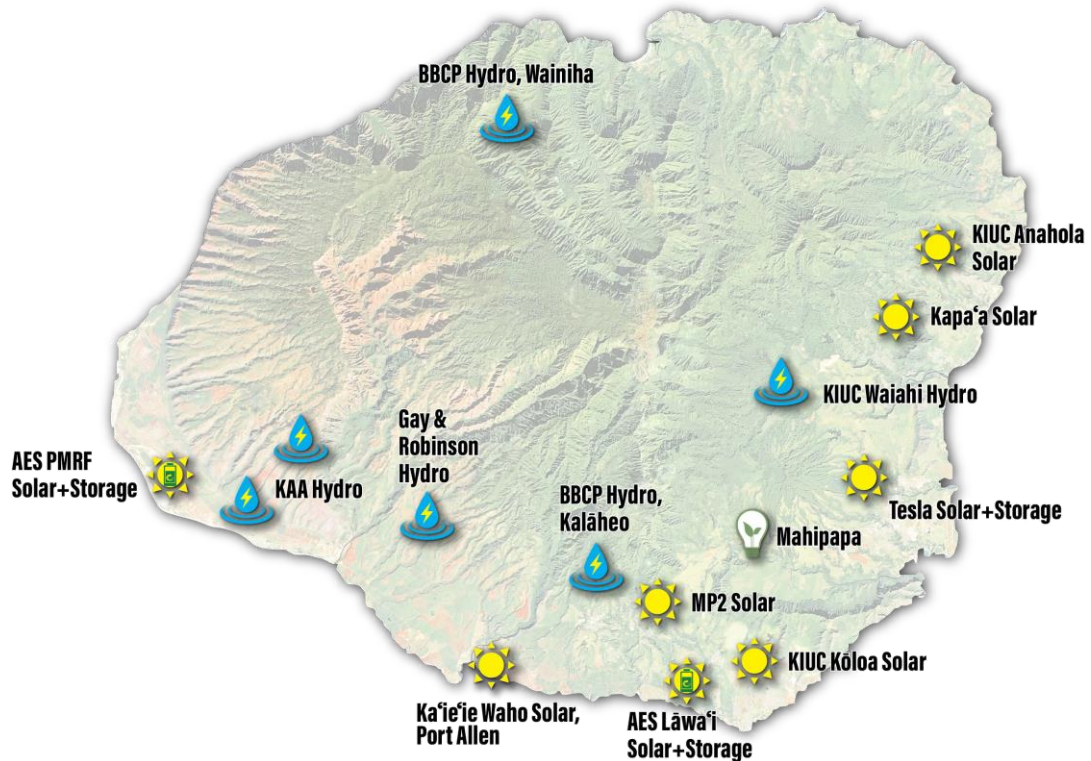 BBCP Hydro, Wainiha
KIUC Anahola
Solar
Kapaʻa Solar
KIUC Waiahi Hydro
Gay &
Robinson
Hydro
AES PMRF
Solar+Storage
KAA Hydro
BBCP Hydro,
Kalāheo
Tesla Solar+Storage
Mahipapa
MP2 Solar
KIUC Kōloa Solar
Kaʻieʻie Waho Solar,
Port Allen
AES Lāwaʻi
Solar+Storage